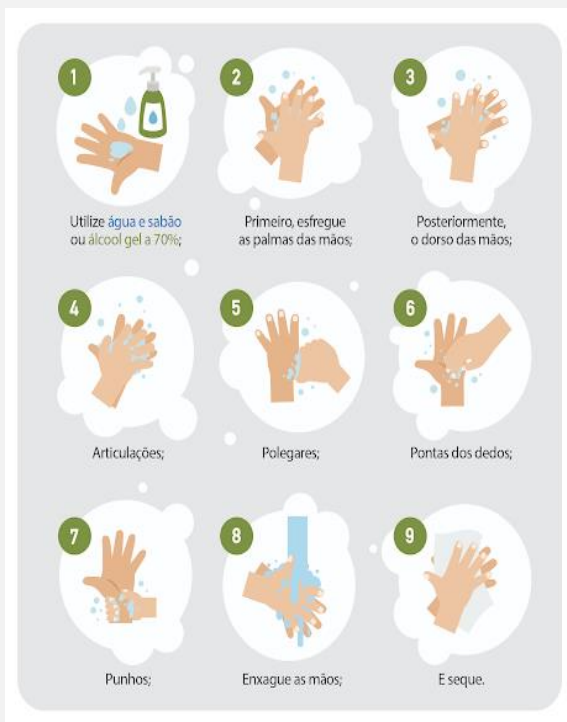 1
Utilize água e sabão
ou álcool gel a 70%;
2
Primeiro, esfregue
as palmas das mãos;
3
Posteriormente,
o dorso das mãos;
4
Articulações;
5
Polegares;
6
Pontas dos dedos;
7
Punhos;
8
Enxague as mãos;
9
E seque.